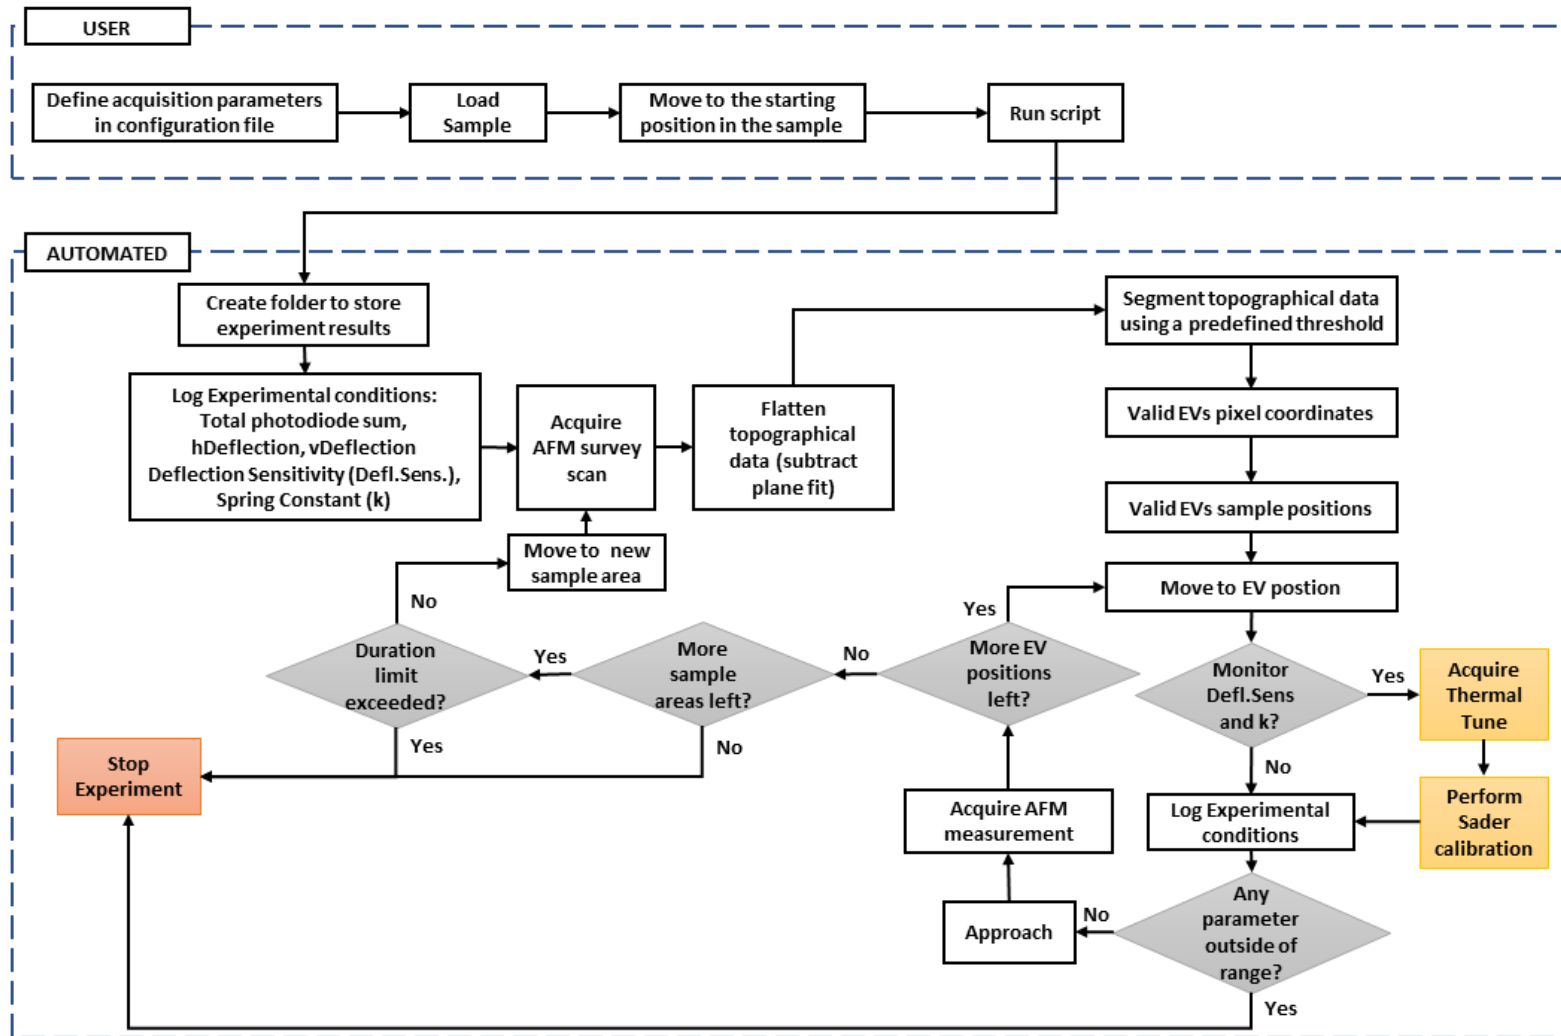 USER
Define acquisition parameters
in configuration file
Load
Sample
Move to the starting
position in the sample
Run script
AUTOMATED
Create folder to store
experiment results
Log Experimental conditions:
Total photodiode sum,
hDeflection, vDeflection
Deflection Sensitivity (Defl.Sens.),
Spring Constant (k)
Acquire
AFM survey
scan
Flatten
topographical
data (subtract
plane fit)
Segment topographical data
using a predefined threshold
Valid EVs pixel coordinates
Valid EVs sample positions
Move to EV postion
Monitor
Defl.Sens
and k?
Yes
Acquire
Thermal
Tune
Perform
Sader
calibration
No
Log Experimental
conditions
Any
parameter
outside of
range?
Yes
No
Approach
Acquire AFM
measurement
More EV
positions
left?
Yes
No
More
sample
areas left?
Yes
No
Duration
limit
exceeded?
No
Yes
Move to new
sample area
Stop
Experiment